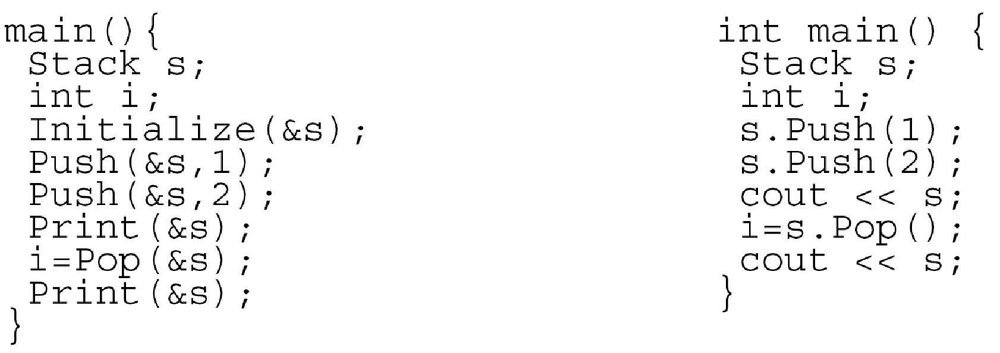 main(){
Stack s;
int i;
Initialize(&s);
Push(&s,1);
Push(&s,2);
Print(&s);
i=Pop(&s);
Print(&s);
}
int main() {
Stack s;
int i;
s.Push(1);
s.Push(2);
cout << s;
i=s.Pop();
cout << s;
}